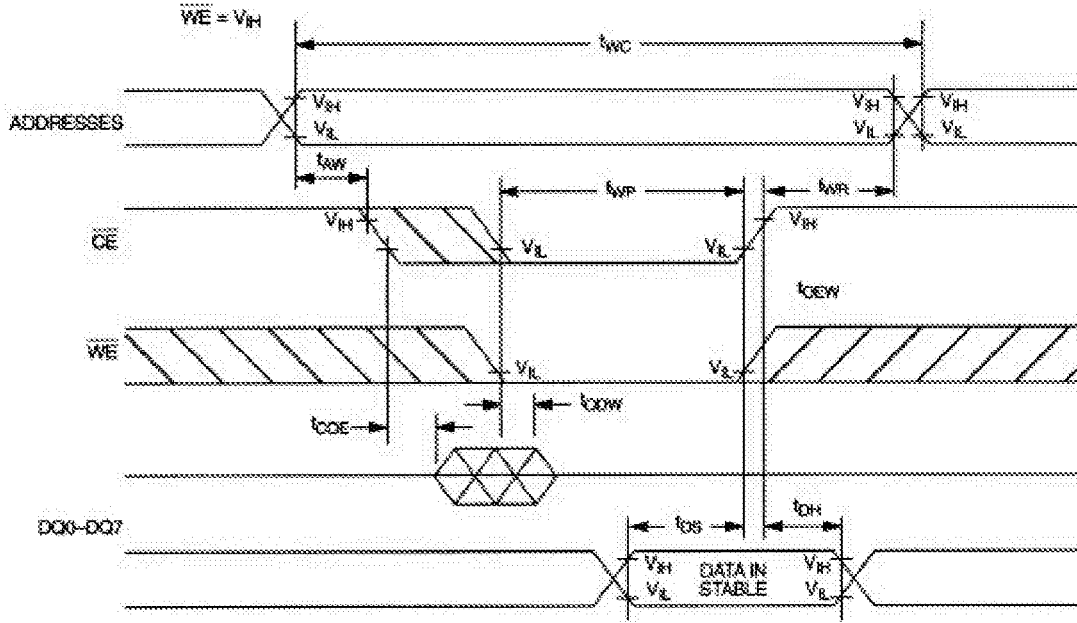 WE = VIH
tWC
ADDRESSES
VIH
VIL
VIH
VIL
VIH
VIL
tAW
tWP
tWR
CE
VIH
VIL
VIL
VIH
tOEW
WE
VIL
VIL
tCOE
tODW
DQ0–DQ7
tDS
tDH
VIH
VIL
DATA IN
STABLE
VIH
VIL